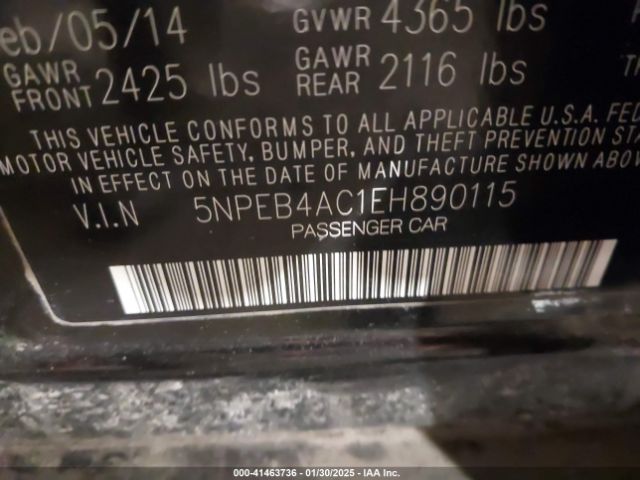 eb/05/14 GVWR 4365 lbs
GAWR FRONT 2425 lbs GAWR REAR 2116 lbs
THIS VEHICLE CONFORMS TO ALL APPLICABLE U.S.A. FED
MOTOR VEHICLE SAFETY, BUMPER, AND THEFT PREVENTION STA
IN EFFECT ON THE DATE OF MANUFACTURE SHOWN ABO
V.I.N 5NPEB4AC1EH890115
PASSENGER CAR
000-41463736 - 01/30/2025 - IAA Inc.